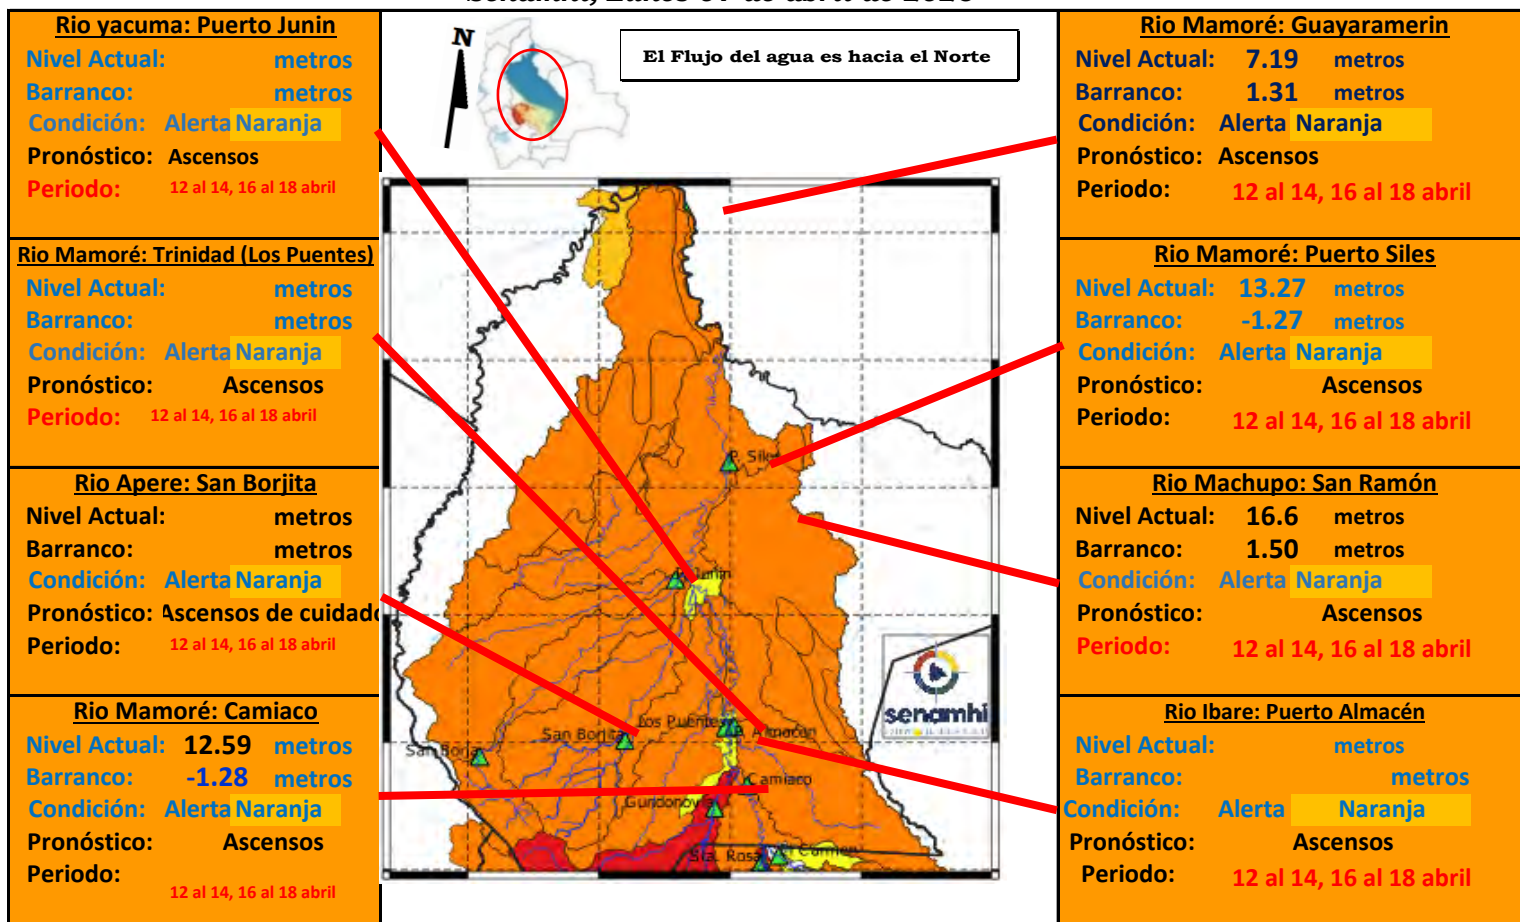 Rio yacuma: Puerto Junin
Nivel Actual: metros
Barranco: metros
Condición: Alerta Naranja
Pronóstico: Ascensos
Periodo: 12 al 14, 16 al 18 abril
Rio Mamoré: Trinidad (Los Puentes)
Nivel Actual: metros
Barranco: metros
Condición: Alerta Naranja
Pronóstico: Ascensos
Periodo: 12 al 14, 16 al 18 abril
Rio Apere: San Borjita
Nivel Actual: metros
Barranco: metros
Condición: Alerta Naranja
Pronóstico: Ascensos de cuidado
Periodo: 12 al 14, 16 al 18 abril
Rio Mamoré: Camiaco
Nivel Actual: 12.59 metros
Barranco: -1.28 metros
Condición: Alerta Naranja
Pronóstico: Ascensos
Periodo:
12 al 14, 16 al 18 abril
N
El Flujo del agua es hacia el Norte
P. Siles
Junin
Los Puentes
P. Almacén
San Borjita
San Borja
Camiaco
Gundonovia
Sta. Rosa
El Carmen
senamhi
Rio Mamoré: Guayaramerin
Nivel Actual: 7.19 metros
Barranco: 1.31 metros
Condición: Alerta Naranja
Pronóstico: Ascensos
Periodo: 12 al 14, 16 al 18 abril
Rio Mamoré: Puerto Siles
Nivel Actual: 13.27 metros
Barranco: -1.27 metros
Condición: Alerta Naranja
Pronóstico: Ascensos
Periodo: 12 al 14, 16 al 18 abril
Rio Machupo: San Ramón
Nivel Actual: 16.6 metros
Barranco: 1.50 metros
Condición: Alerta Naranja
Pronóstico: Ascensos
Periodo: 12 al 14, 16 al 18 abril
Rio Ibare: Puerto Almacén
Nivel Actual: metros
Barranco: metros
Condición: Alerta Naranja
Pronóstico: Ascensos
Periodo: 12 al 14, 16 al 18 abril